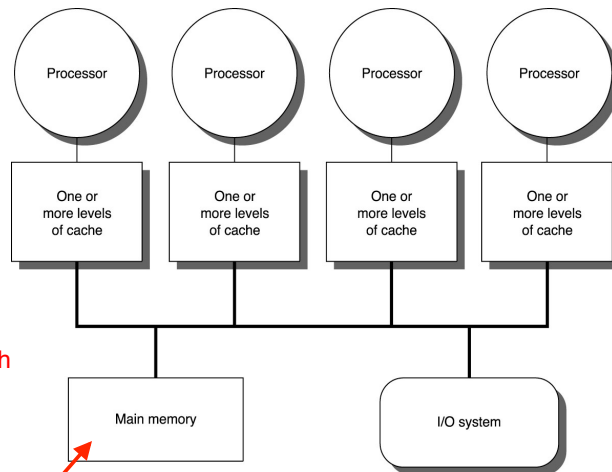 Processor
Processor
Processor
Processor
One or
more levels
of cache
One or
more levels
of cache
One or
more levels
of cache
One or
more levels
of cache
h
Main memory
I/O system